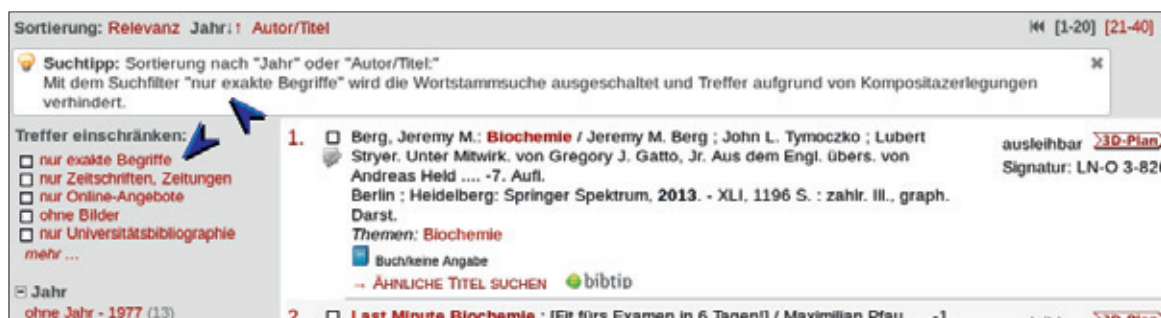 Sortierung: Relevanz Jahr↓↑ Autor/Titel
[1-20] [21-40]
Suchtipp: Sortierung nach "Jahr" oder "Autor/Titel:"
Mit dem Suchfilter "nur exakte Begriffe" wird die Wortstammsuche ausgeschaltet und Treffer aufgrund von Kompositazerlegungen
verhindert.
Treffer einschränken:
nur exakte Begriffe
nur Zeitschriften, Zeitungen
nur Online-Angebote
ohne Bilder
nur Universitätsbibliographie
mehr ...
Jahr
ohne Jahr - 1977 (13)
1. Berg, Jeremy M.: Biochemie / Jeremy M. Berg ; John L. Tymoczko ; Lubert
Stryer. Unter Mitwirk. von Gregory J. Gatto, Jr. Aus dem Engl. übers. von
Andreas Held .... -7. Aufl.
Berlin ; Heidelberg: Springer Spektrum, 2013. - XLI, 1196 S. : zahlr. Ill., graph.
Darst.
Themen: Biochemie
Buch/keine Angabe
→ ÄHNLICHE TITEL SUCHEN bibtip
ausleihbar 3D-Plan
Signatur: LN-O 3-826
2. Last Minute Biochemie : [Fit fürs Examen in 6 Tagen!] / Maximilian Pfau. -1.
3D-Plan